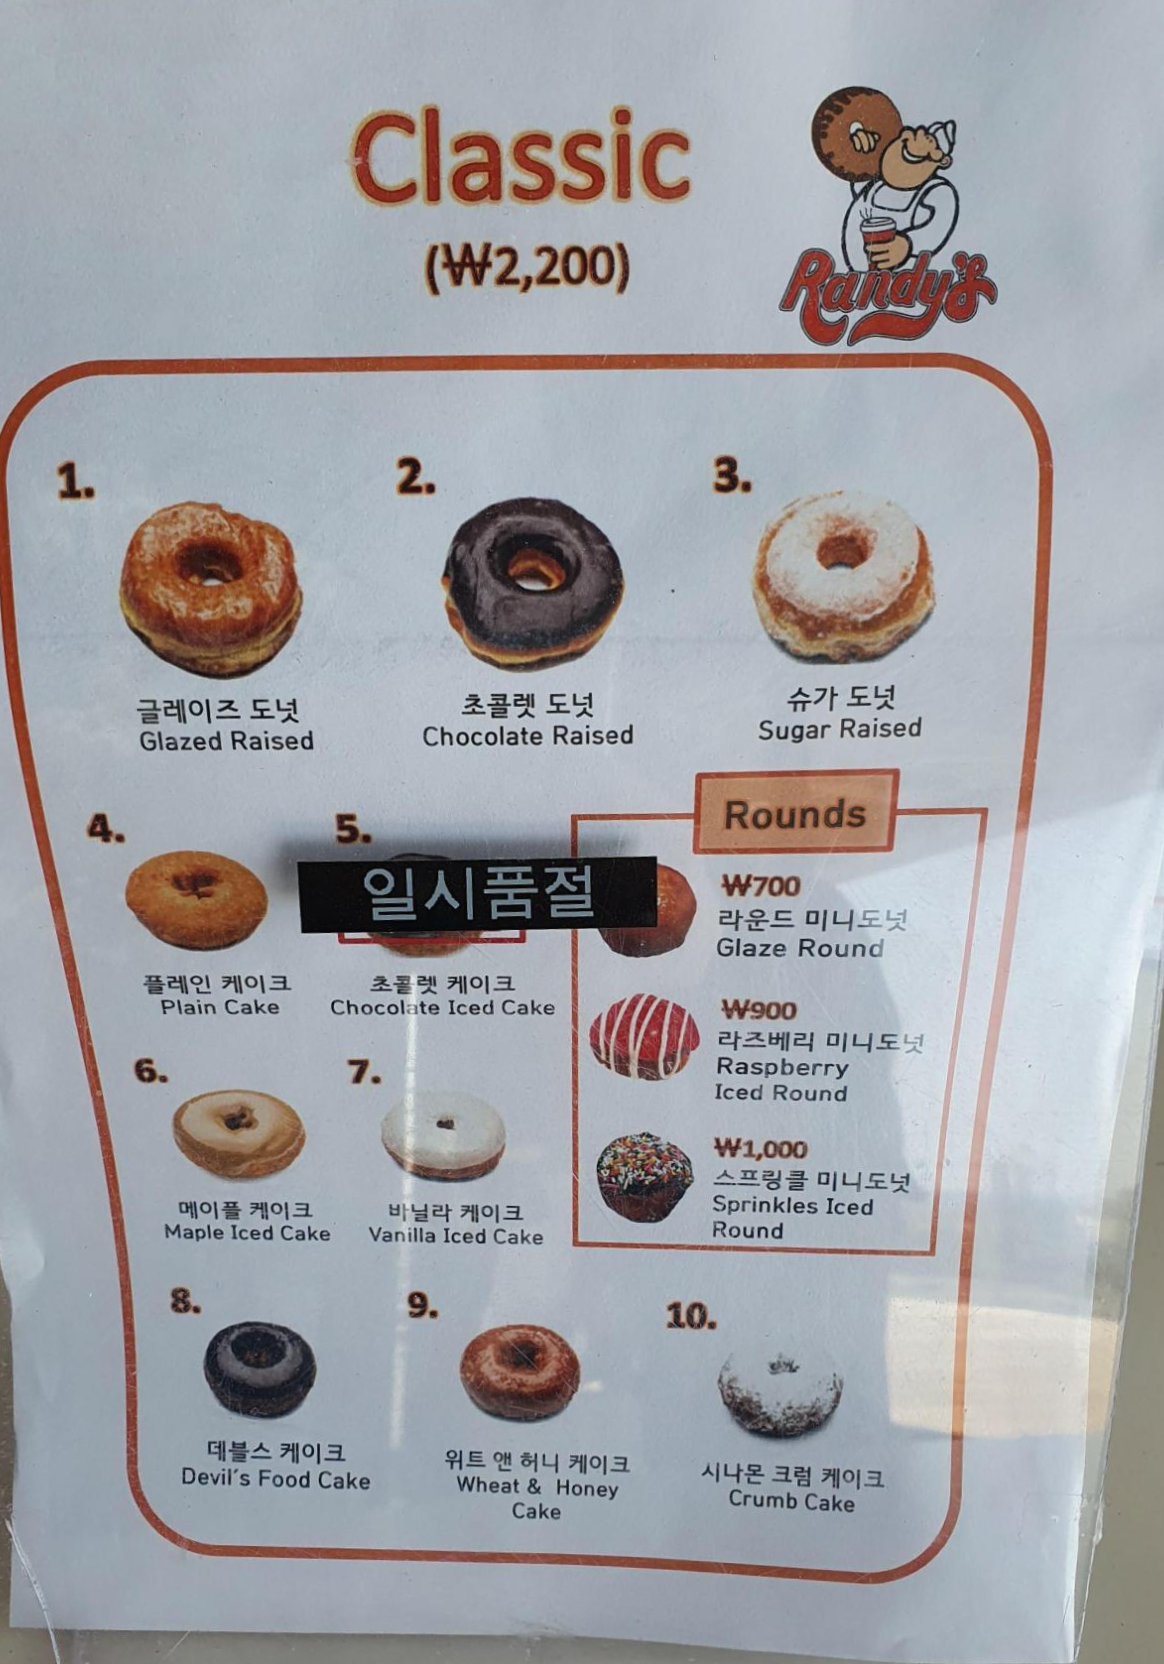 Classic
(₩2,200)
Randy's
1.
2.
3.
글레이즈 도넛
Glazed Raised
초콜렛 도넛
Chocolate Raised
슈가 도넛
Sugar Raised
4.
5.
일시품절
플레인 케이크
Plain Cake
초콜렛 케이크
Chocolate Iced Cake
Rounds
₩700
라운드 미니도넛
Glaze Round
₩900
라즈베리 미니도넛
Raspberry
Iced Round
₩1,000
스프링클 미니도넛
Sprinkles Iced
Round
6.
7.
메이플 케이크
Maple Iced Cake
바닐라 케이크
Vanilla Iced Cake
8.
9.
10.
데블스 케이크
Devil's Food Cake
위트 앤 허니 케이크
Wheat & Honey
Cake
시나몬 크럼 케이크
Crumb Cake